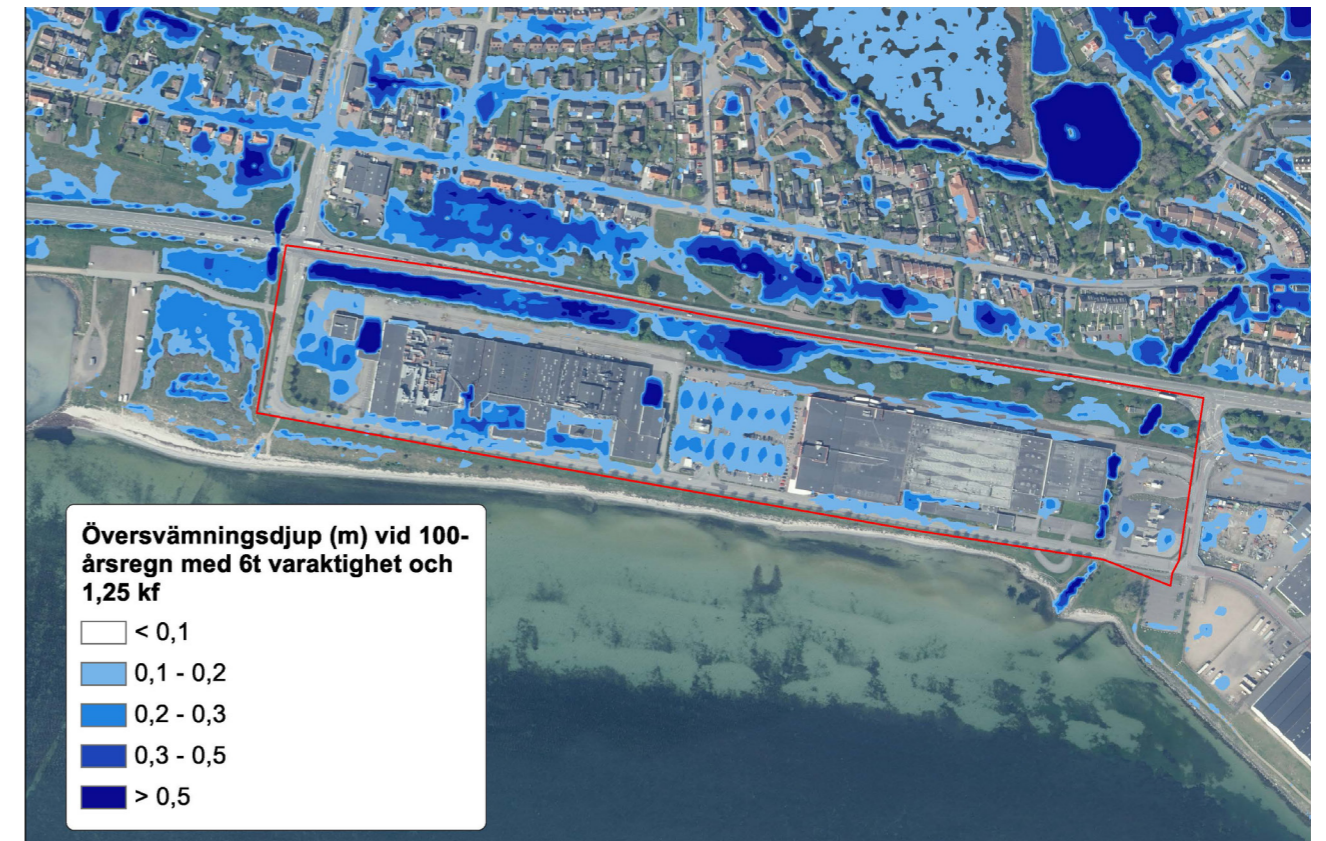 Översvämningsdjup (m) vid 100-
årsregn med 6t varaktighet och
1,25 kf
< 0,1
0,1 - 0,2
0,2 - 0,3
0,3 - 0,5
> 0,5